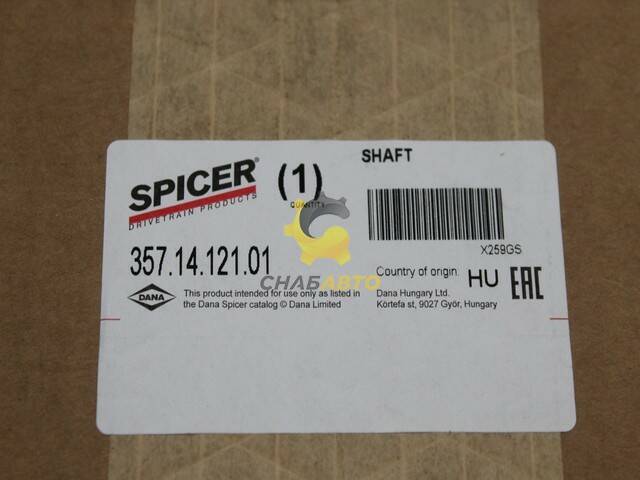 SPICER®
DRIVETRAIN PRODUCTS
(1)
QUANTITY
SHAFT
X259GS
357.14.121.01
СНАБАВТО
Country of origin: HU
EAC
DANA
This product intended for use only as listed in
the Dana Spicer catalog © Dana Limited
Dana Hungary Ltd.
Körtefa st, 9027 Györ, Hungary